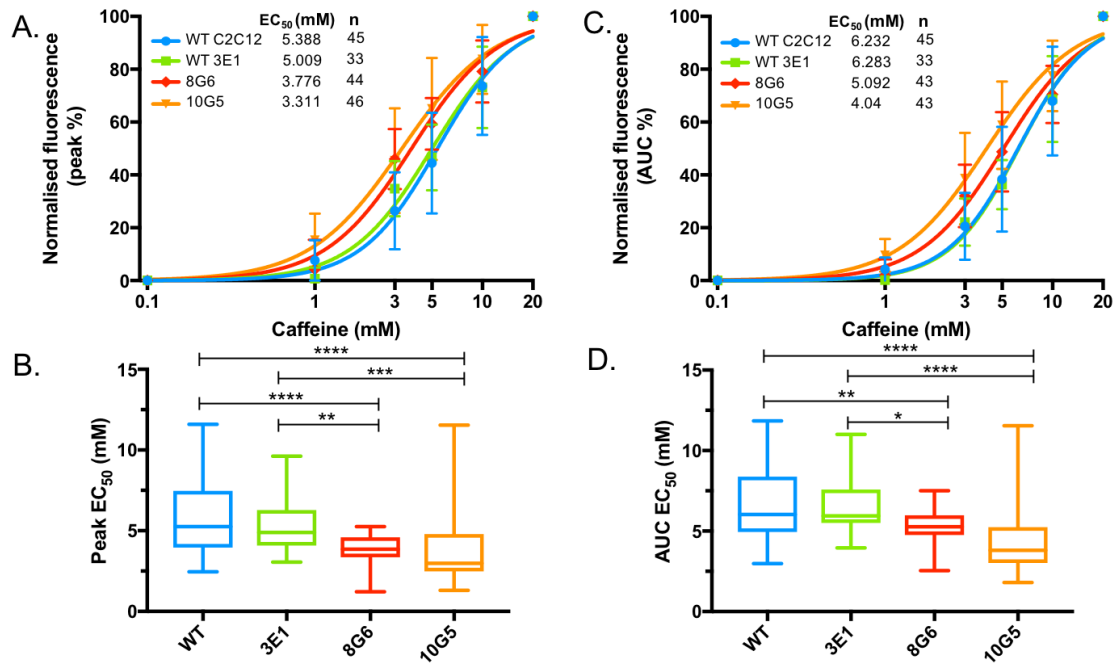 A.
EC50 (mM) n
WT C2C12 5.388 45
WT 3E1 5.009 33
8G6 3.776 44
10G5 3.311 46
Normalised fluorescence
(peak %)
100
80
60
40
20
0
0.1 1 3 5 10 20
Caffeine (mM)
C.
EC50 (mM) n
WT C2C12 6.232 45
WT 3E1 6.283 33
8G6 5.092 43
10G5 4.04 43
Normalised fluorescence
(AUC %)
100
80
60
40
20
0
0.1 1 3 5 10 20
Caffeine (mM)
B.
****
***
****
**
Peak EC50 (mM)
15
10
5
0
WT 3E1 8G6 10G5
D.
****
****
**
*
AUC EC50 (mM)
15
10
5
0
WT 3E1 8G6 10G5